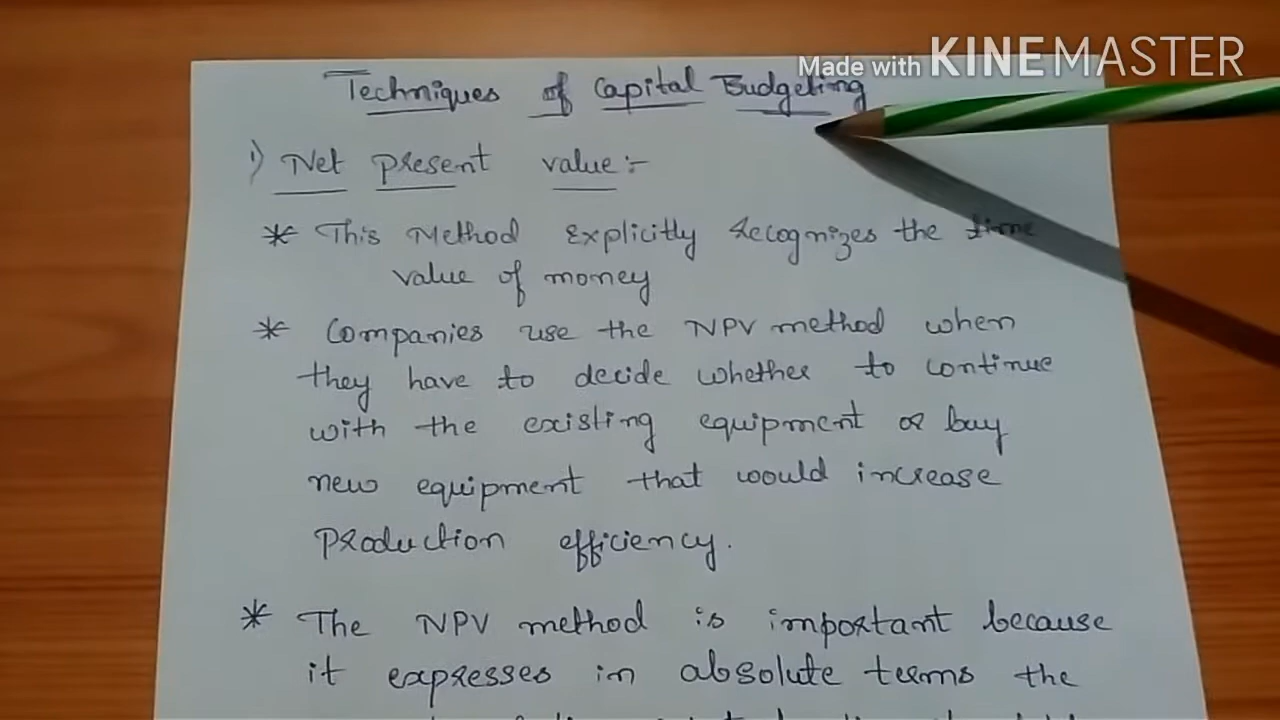 Made with KINEMASTER
Techniques of Capital Budgeting
1) Net present value :-
* This Method Explicitly recognizes the time
value of money
* Companies use the NPV method when
they have to decide whether to continue
with the existing equipment or buy
new equipment that would increase
production efficiency.
* The NPV method is important because
it expresses in absolute terms the